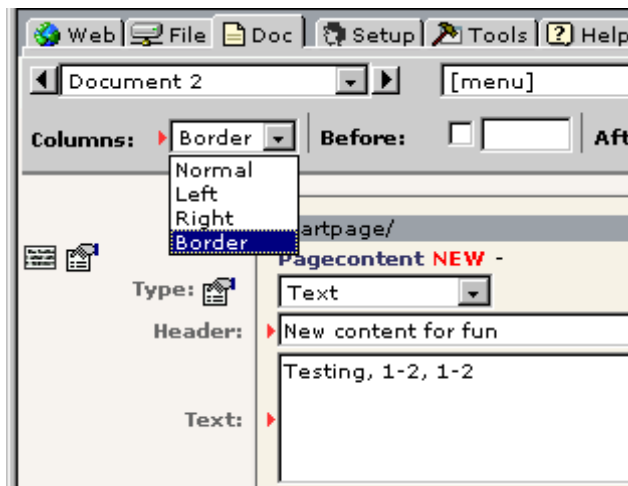 Web File Doc Setup Tools Help
Document 2 [menu]
Columns: Border Before: Aft
Normal
Left
Right
Border
artpage/
Pagecontent NEW -
Type: Text
Header: New content for fun
Text: Testing, 1-2, 1-2